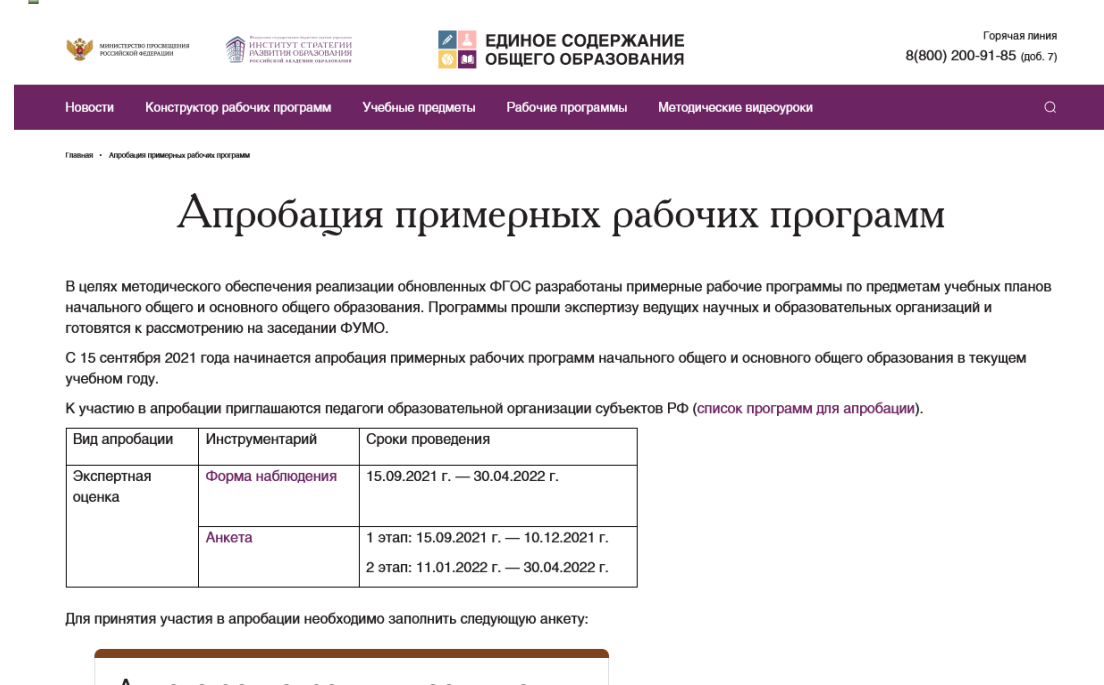 МИНИСТЕРСТВО ПРОСВЕЩЕНИЯ
РОССИЙСКОЙ ФЕДЕРАЦИИ
ИНСТИТУТ СТРАТЕГИИ
РАЗВИТИЯ ОБРАЗОВАНИЯ
РОССИЙСКОЙ АКАДЕМИИ ОБРАЗОВАНИЯ
ЕДИНОЕ СОДЕРЖАНИЕ
ОБЩЕГО ОБРАЗОВАНИЯ
Горячая линия
8(800) 200-91-85 (доб. 7)
Новости Конструктор рабочих программ Учебные предметы Рабочие программы Методические видеоуроки
Главная • Апробация примерных рабочих программ
Апробация примерных рабочих программ
В целях методического обеспечения реализации обновленных ФГОС разработаны примерные рабочие программы по предметам учебных планов
начального общего и основного общего образования. Программы прошли экспертизу ведущих научных и образовательных организаций и
готовятся к рассмотрению на заседании ФУМО.
С 15 сентября 2021 года начинается апробация примерных рабочих программ начального общего и основного общего образования в текущем
учебном году.
К участию в апробации приглашаются педагоги образовательной организации субъектов РФ (список программ для апробации).
Вид апробации Инструментарий Сроки проведения
Экспертная Форма наблюдения 15.09.2021 г. — 30.04.2022 г.
оценка
Анкета 1 этап: 15.09.2021 г. — 10.12.2021 г.
2 этап: 11.01.2022 г. — 30.04.2022 г.
Для принятия участия в апробации необходимо заполнить следующую анкету: